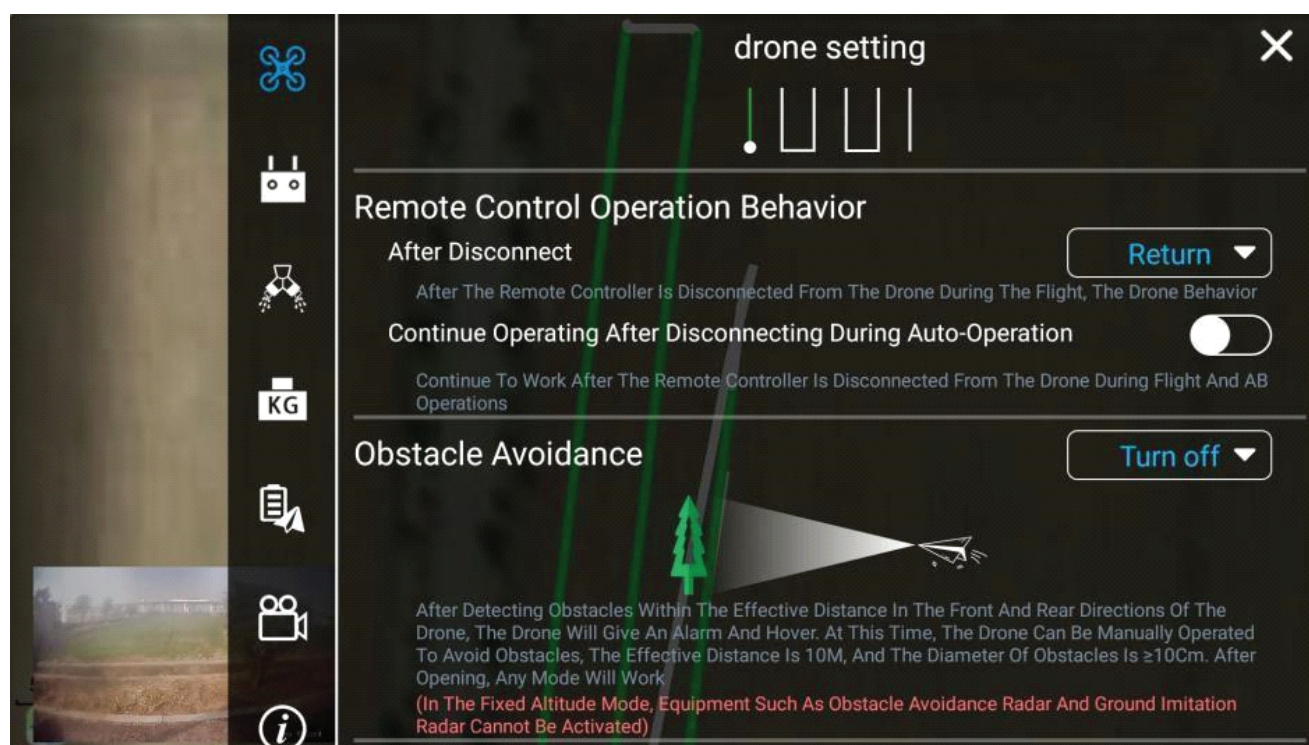 drone setting
Remote Control Operation Behavior
After Disconnect
Return
After The Remote Controller Is Disconnected From The Drone During The Flight, The Drone Behavior
Continue Operating After Disconnecting During Auto-Operation
Continue To Work After The Remote Controller Is Disconnected From The Drone During Flight And AB
Operations
KG
Obstacle Avoidance
Turn off
After Detecting Obstacles Within The Effective Distance In The Front And Rear Directions Of The
Drone, The Drone Will Give An Alarm And Hover. At This Time, The Drone Can Be Manually Operated
To Avoid Obstacles, The Effective Distance Is 10M, And The Diameter Of Obstacles Is ≥10Cm. After
Opening, Any Mode Will Work
(In The Fixed Altitude Mode, Equipment Such As Obstacle Avoidance Radar And Ground Imitation
Radar Cannot Be Activated)